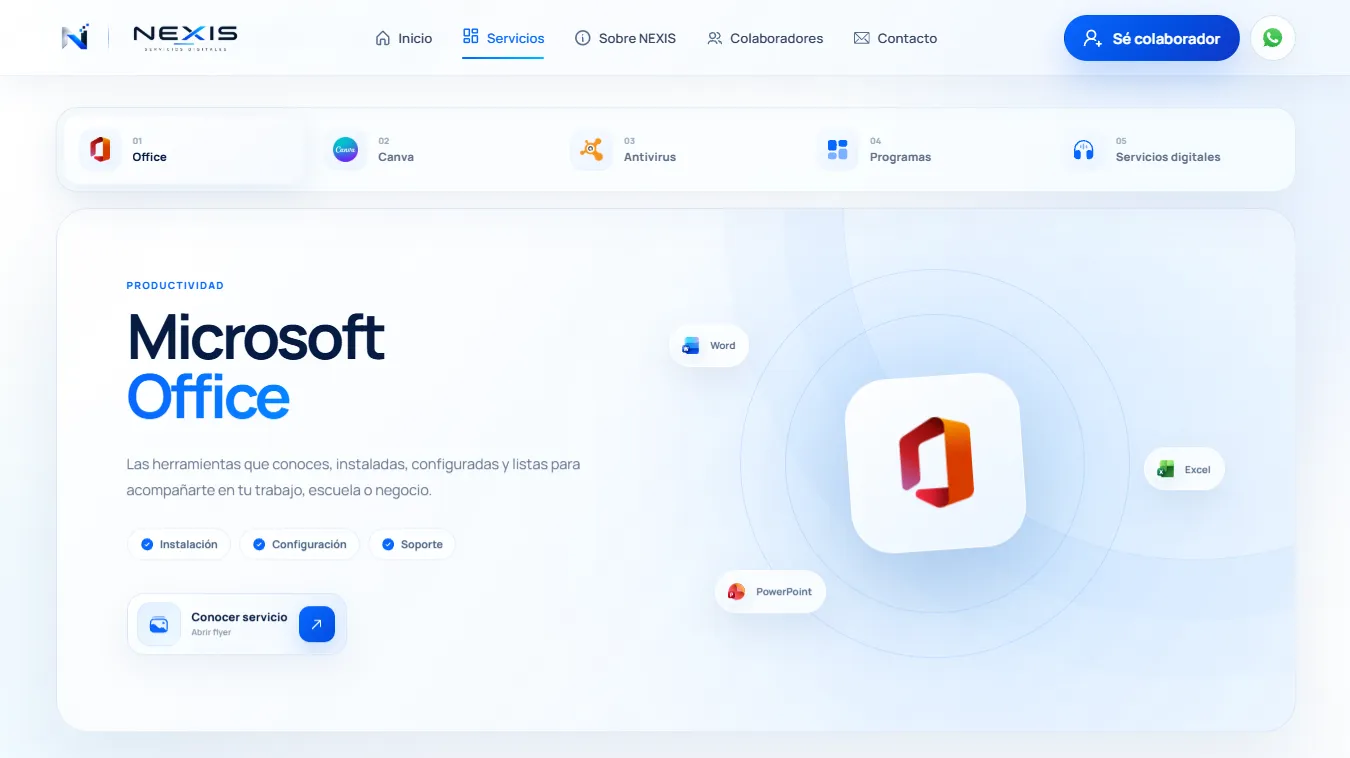 NEXIS
SERVICIOS DIGITALES
Inicio
Servicios
Sobre NEXIS
Colaboradores
Contacto
Sé colaborador
01
Office
02
Canva
Canva
03
Antivirus
04
Programas
05
Servicios digitales
PRODUCTIVIDAD
Microsoft
Office
Las herramientas que conoces, instaladas, configuradas y listas para
acompañarte en tu trabajo, escuela o negocio.
Instalación
Configuración
Soporte
Conocer servicio
Abrir flyer
Word
Excel
PowerPoint